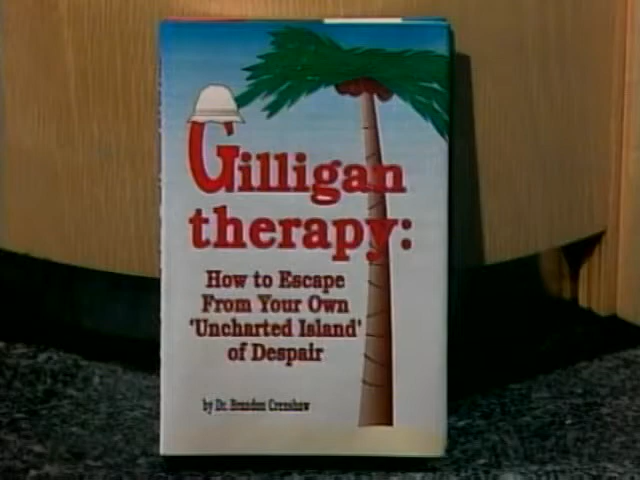 Gilligan
therapy:
How to Escape
From Your Own
'Uncharted Island'
of Despair
by Dr. Brandon Crenshaw